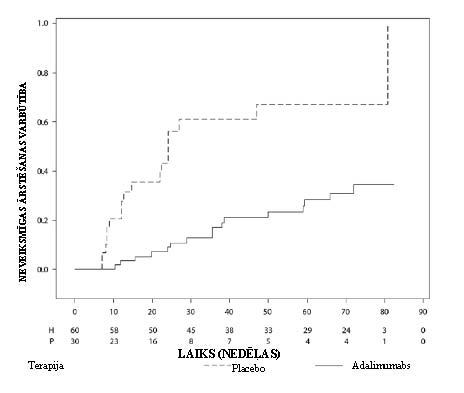 NEVEIKSMĪGAS ĀRSTĒŠANAS VARBŪTĪBA
1.0
0.8
0.6
0.4
0.2
0.0
0 10 20 30 40 50 60 70 80 90
H 60 58 50 45 38 33 29 24 3 0
P 30 23 16 8 7 5 4 4 1 0
LAIKS (NEDĒĻAS)
Terapija Placebo Adalimumabs